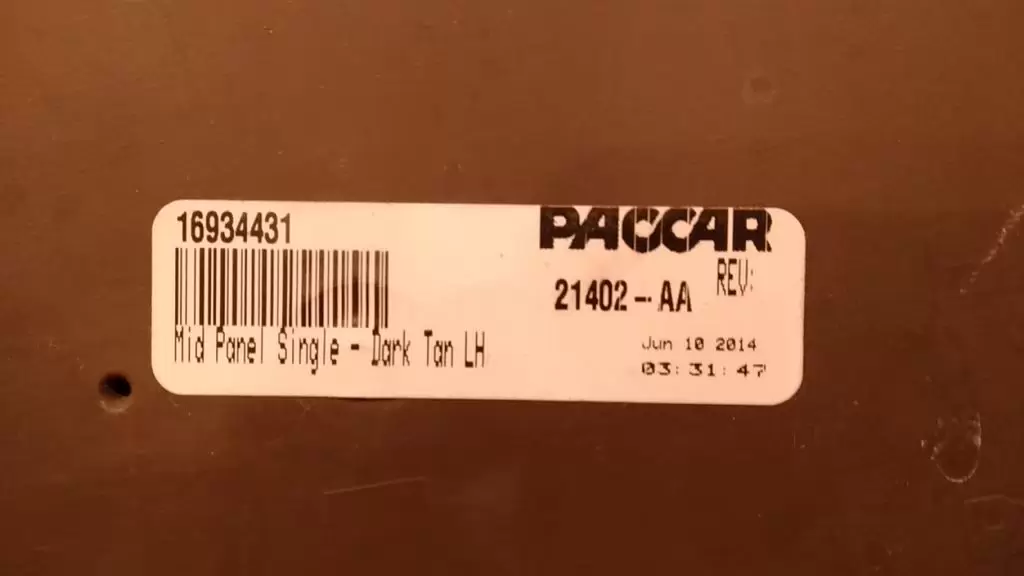 16934431
PACCAR
REV:
21402-AA
Mid Panel Single - Dark Tan LH
Jun 10 2014
03:31:47